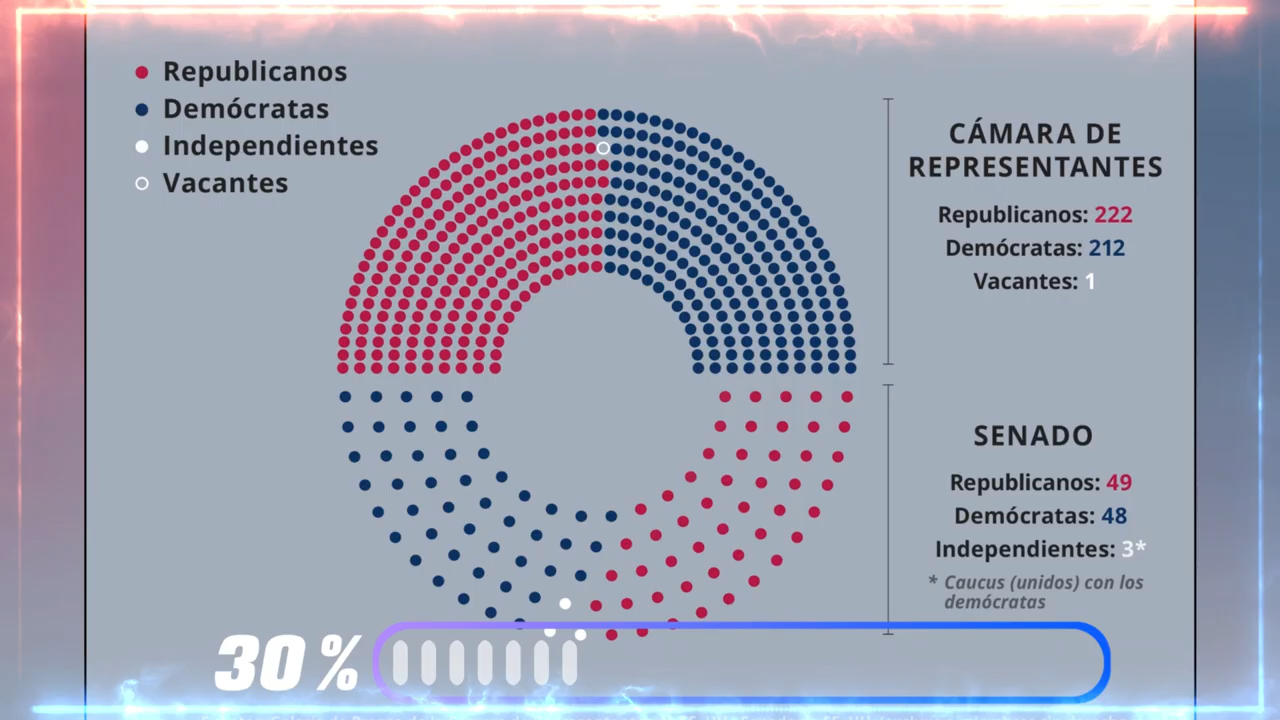 Republicanos
Demócratas
Independientes
Vacantes
CÁMARA DE
REPRESENTANTES
Republicanos: 222
Demócratas: 212
Vacantes: 1
SENADO
Republicanos: 49
Demócratas: 48
Independientes: 3*
* Caucus (unidos) con los
demócratas
30 %